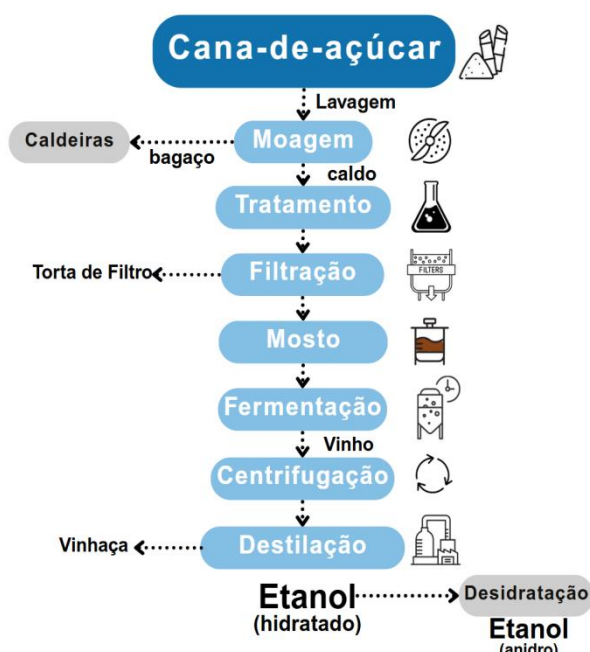 Cana-de-açúcar
Lavagem
Caldeiras
bagaço
Moagem
caldo
Tratamento
Torta de Filtro
Filtração
FILTERS
Mosto
Fermentação
Vinho
Centrifugação
Vinhaça
Destilação
Etanol
(hidratado)
Desidratação
Etanol
(anidro)